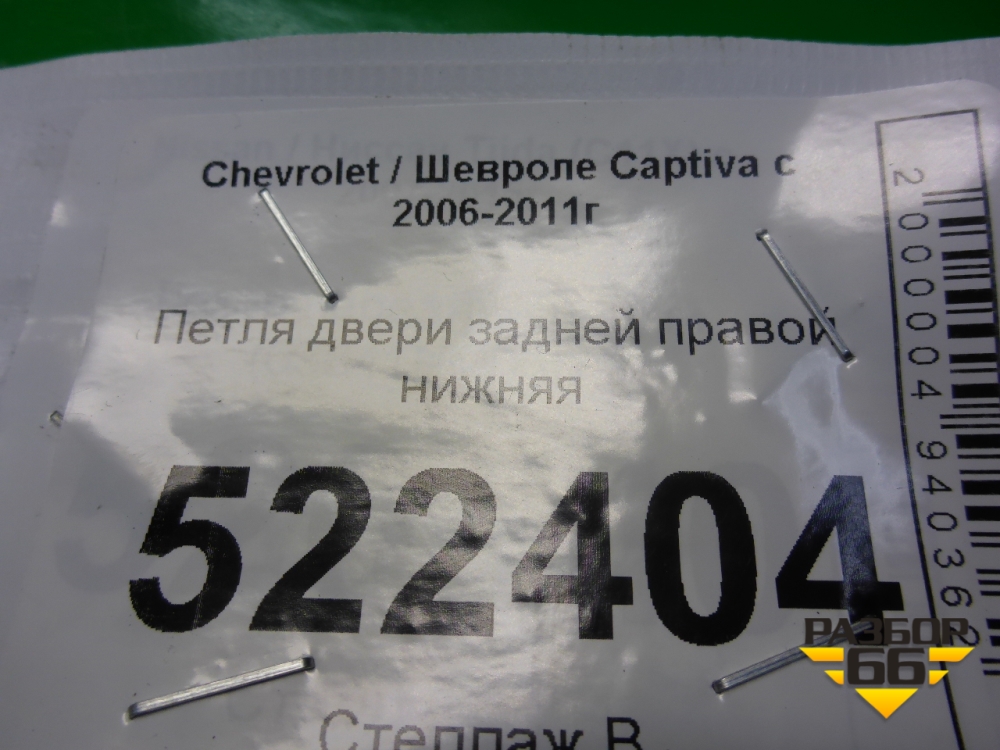 Chevrolet / Шевроле Captiva с
2006-2011г
Петля двери задней правой
нижняя
522404
Стеллаж В
2000004940362
РАЗБОР
66